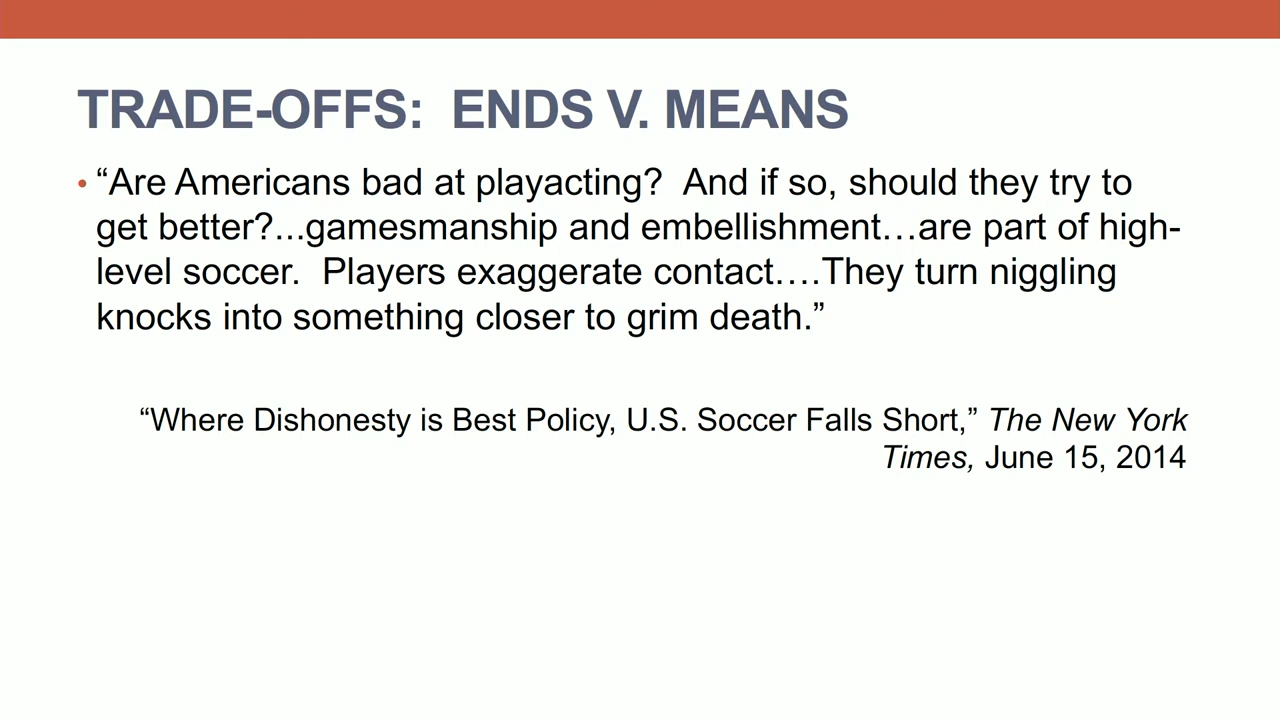 TRADE-OFFS:  ENDS V. MEANS
• “Are Americans bad at playacting?  And if so, should they try to
get better?...gamesmanship and embellishment…are part of high-
level soccer.  Players exaggerate contact….They turn niggling
knocks into something closer to grim death.”
“Where Dishonesty is Best Policy, U.S. Soccer Falls Short,” The New York
Times, June 15, 2014